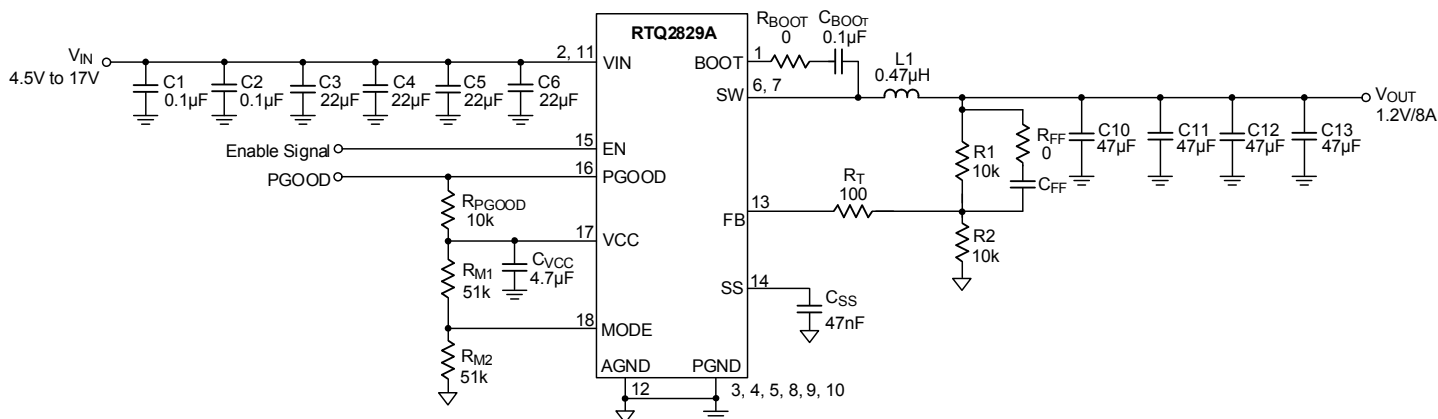 RTQ2829A
VIN
4.5V to 17V
C1
0.1µF
C2
0.1µF
C3
22µF
C4
22µF
C5
22µF
C6
22µF
2, 11
VIN
Enable Signal
15
EN
PGOOD
16
PGOOD
RPGOOD
10k
17
VCC
CVCC
4.7µF
RM1
51k
18
MODE
RM2
51k
AGND
12
PGND
3, 4, 5, 8, 9, 10
BOOT
1
RBOOT
0
CBOOT
0.1µF
SW
6, 7
L1
0.47µH
VOUT
1.2V/8A
C10
47µF
C11
47µF
C12
47µF
C13
47µF
R1
10k
RFF
0
CFF
FB
13
RT
100
R2
10k
SS
14
CSS
47nF